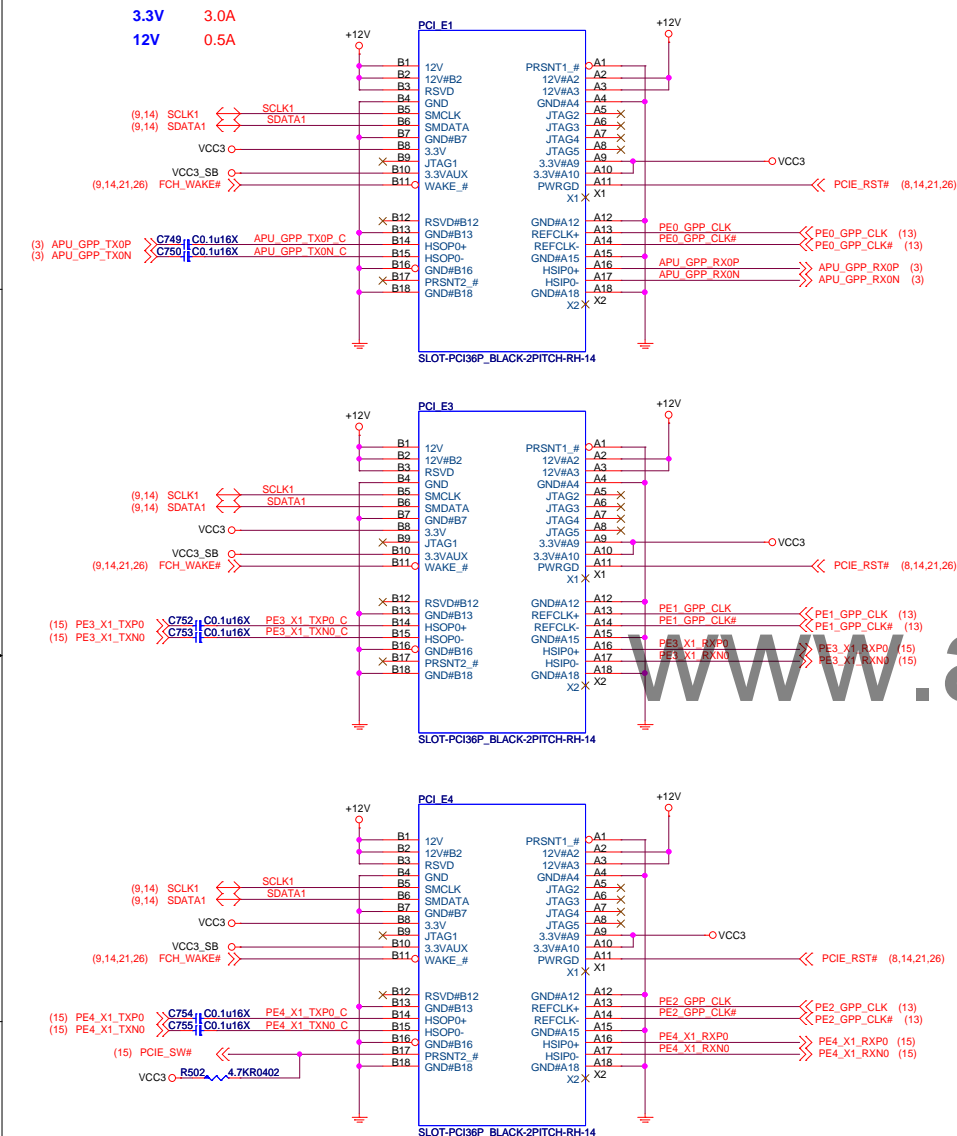 3.3V 3.0A
12V 0.5A
PCI_E1
+12V +12V
B1 12V PRSNT1_# A1
B2 12V#B2 12V#A2 A2
B3 RSVD 12V#A3 A3
B4 GND GND#A4 A4
(9,14) SCLK1 SCLK1 B5 SMCLK JTAG2 A5
(9,14) SDATA1 SDATA1 B6 SMDATA JTAG3 A6
B7 GND#B7 JTAG4 A7
VCC3 B8 3.3V JTAG5 A8
B9 JTAG1 3.3V#A9 A9 VCC3
VCC3_SB B10 3.3VAUX 3.3V#A10 A10
(9,14,21,26) FCH_WAKE# B11 WAKE_# PWRGD A11 PCIE_RST# (8,14,21,26)
X1 X1
B12 RSVD#B12 GND#A12 A12
B13 GND#B13 REFCLK+ A13 PE0_GPP_CLK PE0_GPP_CLK (13)
(3) APU_GPP_TX0P C749 C0.1u16X APU_GPP_TX0P_C B14 HSOP0+ REFCLK- A14 PE0_GPP_CLK# PE0_GPP_CLK# (13)
(3) APU_GPP_TX0N C750 C0.1u16X APU_GPP_TX0N_C B15 HSOP0- GND#A15 A15
B16 GND#B16 HSIP0+ A16 APU_GPP_RX0P APU_GPP_RX0P (3)
B17 PRSNT2_# HSIP0- A17 APU_GPP_RX0N APU_GPP_RX0N (3)
B18 GND#B18 GND#A18 A18
X2 X2
SLOT-PCI36P_BLACK-2PITCH-RH-14
PCI_E3
+12V +12V
B1 12V PRSNT1_# A1
B2 12V#B2 12V#A2 A2
B3 RSVD 12V#A3 A3
B4 GND GND#A4 A4
(9,14) SCLK1 SCLK1 B5 SMCLK JTAG2 A5
(9,14) SDATA1 SDATA1 B6 SMDATA JTAG3 A6
B7 GND#B7 JTAG4 A7
VCC3 B8 3.3V JTAG5 A8
B9 JTAG1 3.3V#A9 A9 VCC3
VCC3_SB B10 3.3VAUX 3.3V#A10 A10
(9,14,21,26) FCH_WAKE# B11 WAKE_# PWRGD A11 PCIE_RST# (8,14,21,26)
X1 X1
B12 RSVD#B12 GND#A12 A12
B13 GND#B13 REFCLK+ A13 PE1_GPP_CLK PE1_GPP_CLK (13)
(15) PE3_X1_TXP0 C752 C0.1u16X PE3_X1_TXP0_C B14 HSOP0+ REFCLK- A14 PE1_GPP_CLK# PE1_GPP_CLK# (13)
(15) PE3_X1_TXN0 C753 C0.1u16X PE3_X1_TXN0_C B15 HSOP0- GND#A15 A15
B16 GND#B16 HSIP0+ A16 PE3_X1_RXP0 PE3_X1_RXP0 (15)
B17 PRSNT2_# HSIP0- A17 PE3_X1_RXN0 PE3_X1_RXN0 (15)
B18 GND#B18 GND#A18 A18
X2 X2
www.a
SLOT-PCI36P_BLACK-2PITCH-RH-14
PCI_E4
+12V +12V
B1 12V PRSNT1_# A1
B2 12V#B2 12V#A2 A2
B3 RSVD 12V#A3 A3
B4 GND GND#A4 A4
(9,14) SCLK1 SCLK1 B5 SMCLK JTAG2 A5
(9,14) SDATA1 SDATA1 B6 SMDATA JTAG3 A6
B7 GND#B7 JTAG4 A7
VCC3 B8 3.3V JTAG5 A8
B9 JTAG1 3.3V#A9 A9 VCC3
VCC3_SB B10 3.3VAUX 3.3V#A10 A10
(9,14,21,26) FCH_WAKE# B11 WAKE_# PWRGD A11 PCIE_RST# (8,14,21,26)
X1 X1
B12 RSVD#B12 GND#A12 A12
B13 GND#B13 REFCLK+ A13 PE2_GPP_CLK PE2_GPP_CLK (13)
(15) PE4_X1_TXP0 C754 C0.1u16X PE4_X1_TXP0_C B14 HSOP0+ REFCLK- A14 PE2_GPP_CLK# PE2_GPP_CLK# (13)
(15) PE4_X1_TXN0 C755 C0.1u16X PE4_X1_TXN0_C B15 HSOP0- GND#A15 A15
B16 GND#B16 HSIP0+ A16 PE4_X1_RXP0 PE4_X1_RXP0 (15)
(15) PCIE_SW# B17 PRSNT2_# HSIP0- A17 PE4_X1_RXN0 PE4_X1_RXN0 (15)
B18 GND#B18 GND#A18 A18
VCC3 R502 4.7KR0402 X2 X2
SLOT-PCI36P_BLACK-2PITCH-RH-14